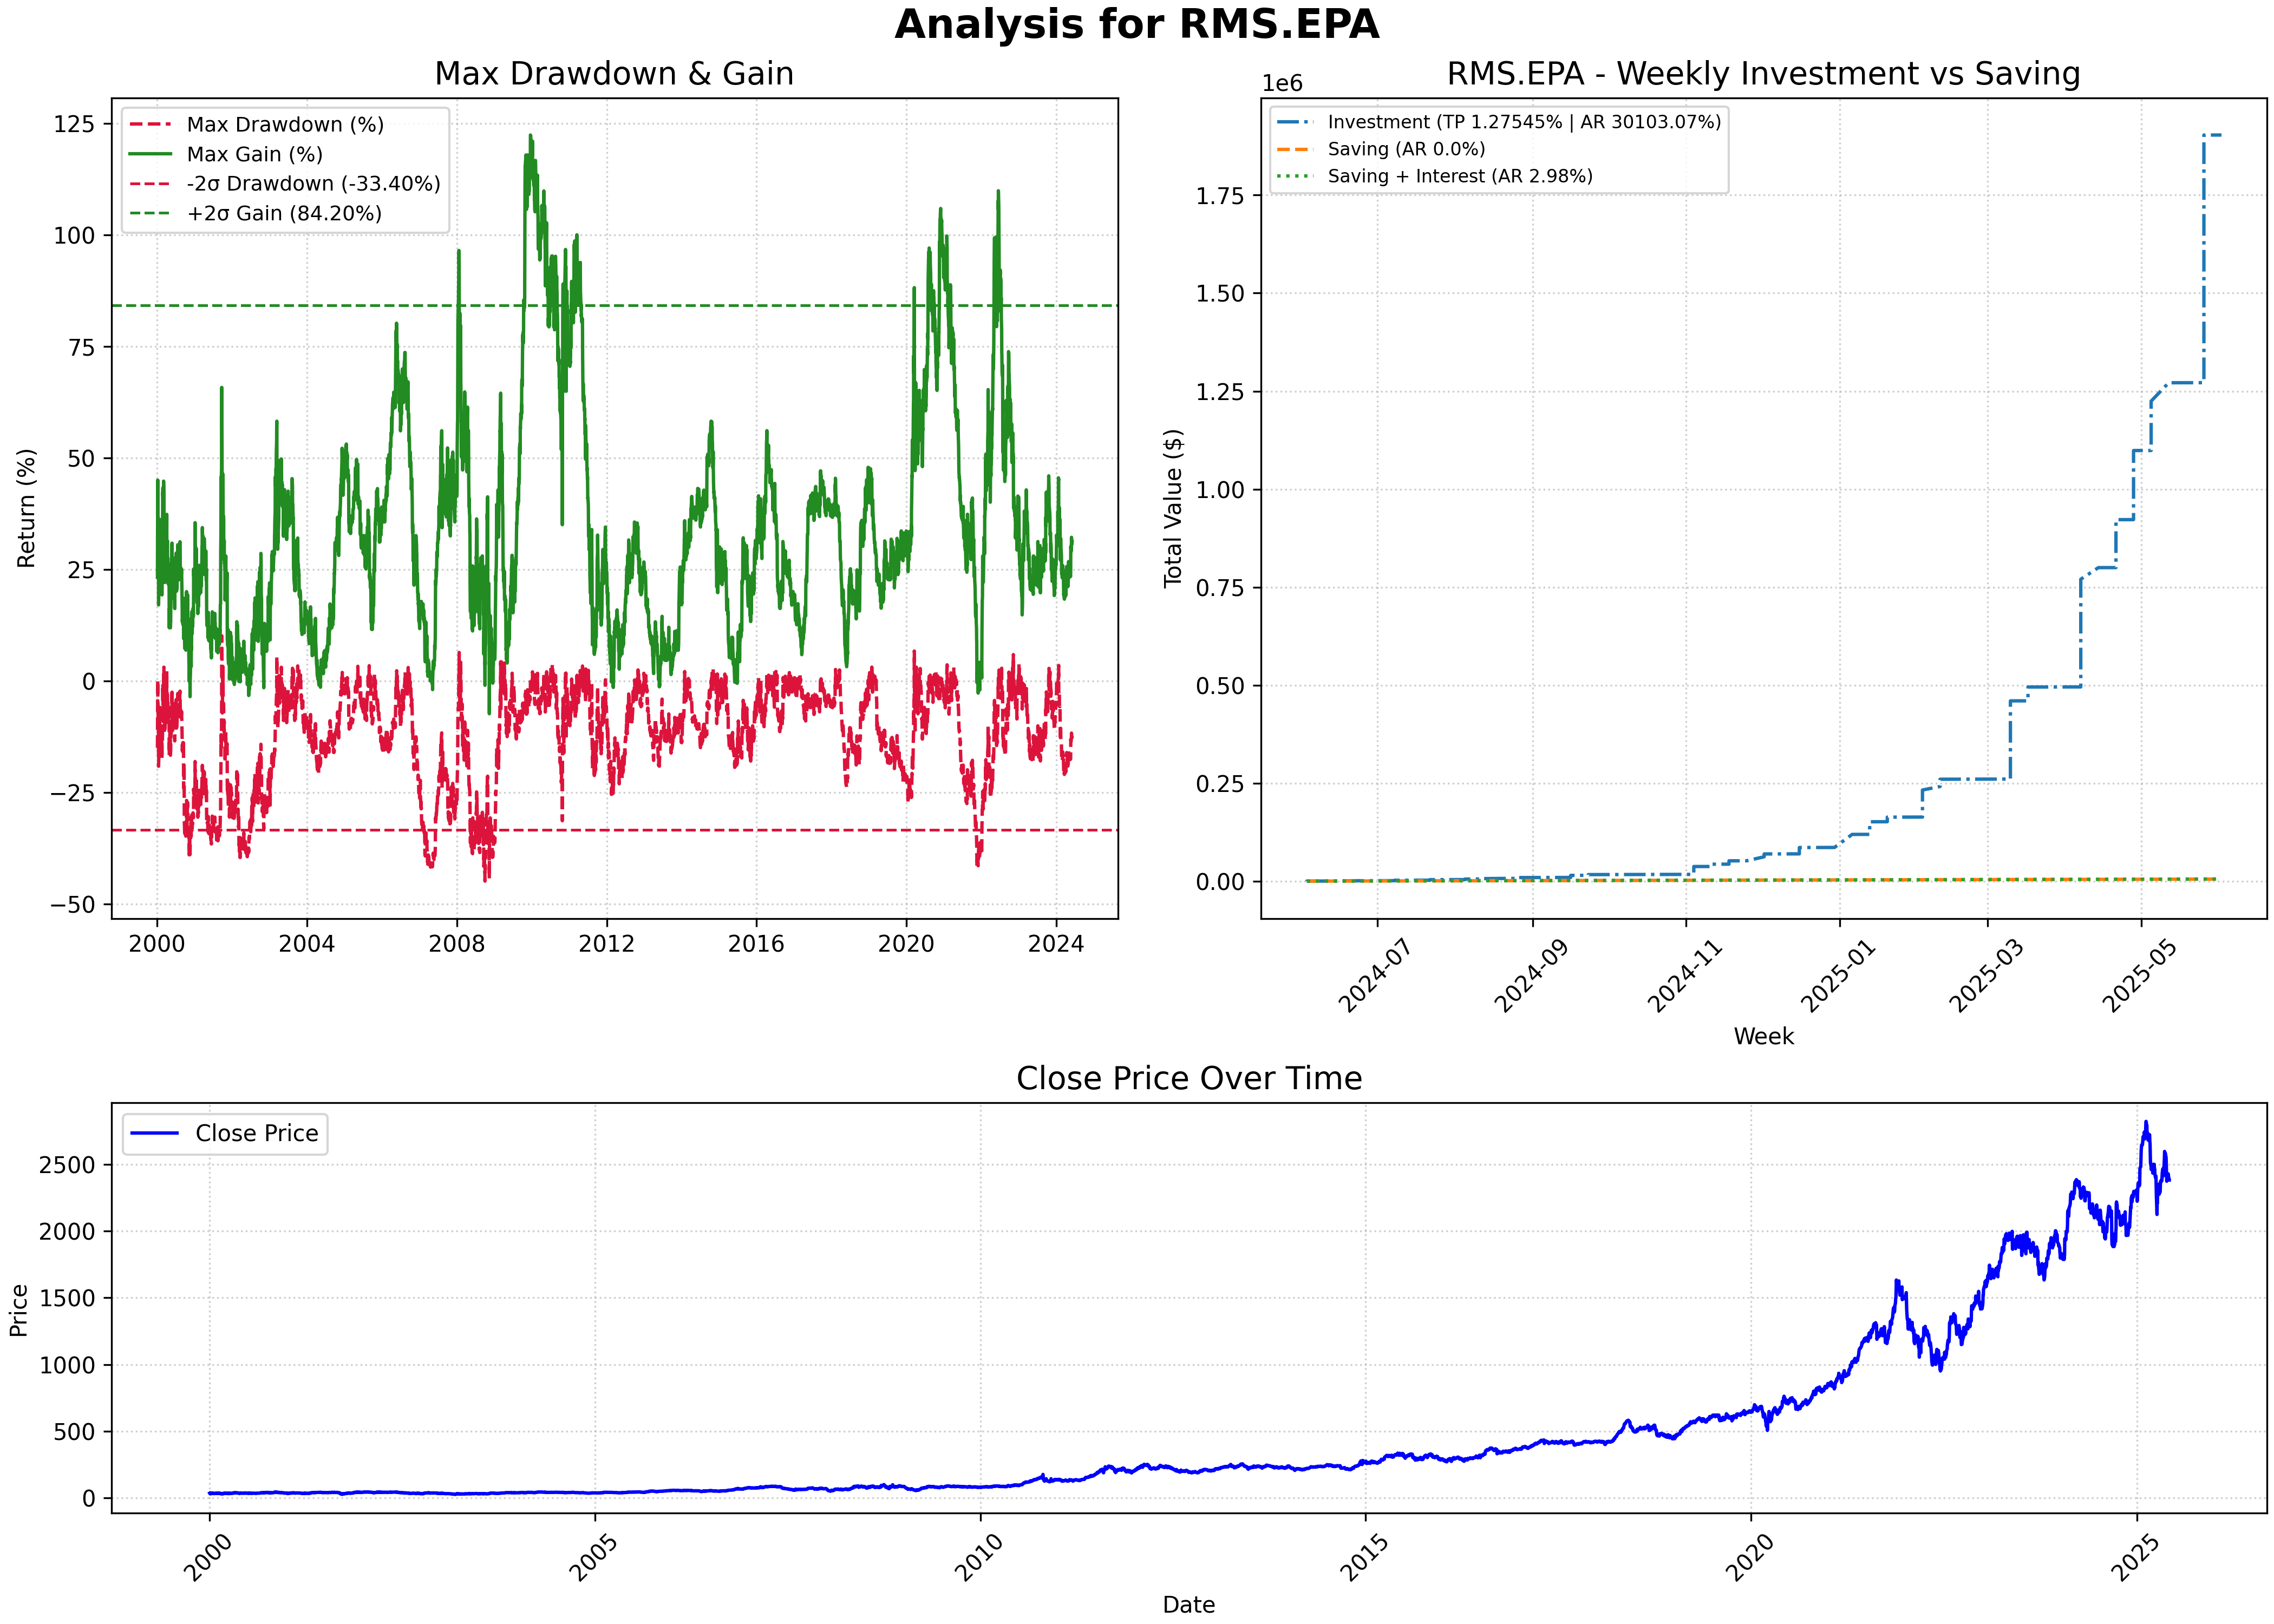 Analysis for RMS.EPA
Max Drawdown & Gain
Max Drawdown (%)
Max Gain (%)
-2σ Drawdown (-33.40%)
+2σ Gain (84.20%)
Return (%)
125
100
75
50
25
0
−25
−50
2000
2004
2008
2012
2016
2020
2024
RMS.EPA - Weekly Investment vs Saving
1e6
Investment (TP 1.27545% | AR 30103.07%)
Saving (AR 0.0%)
Saving + Interest (AR 2.98%)
Total Value ($)
1.75
1.50
1.25
1.00
0.75
0.50
0.25
0.00
2024-07
2024-09
2024-11
2025-01
2025-03
2025-05
Week
Close Price Over Time
Close Price
Price
2500
2000
1500
1000
500
0
2000
2005
2010
2015
2020
2025
Date